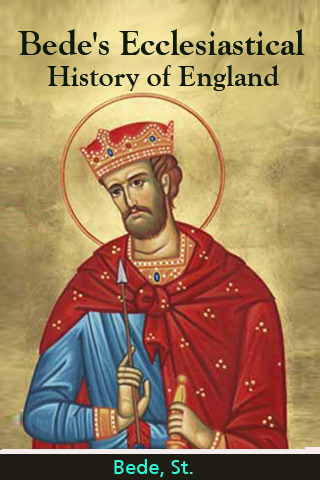 Bede's Ecclesiastical
History of England
Bede, St.